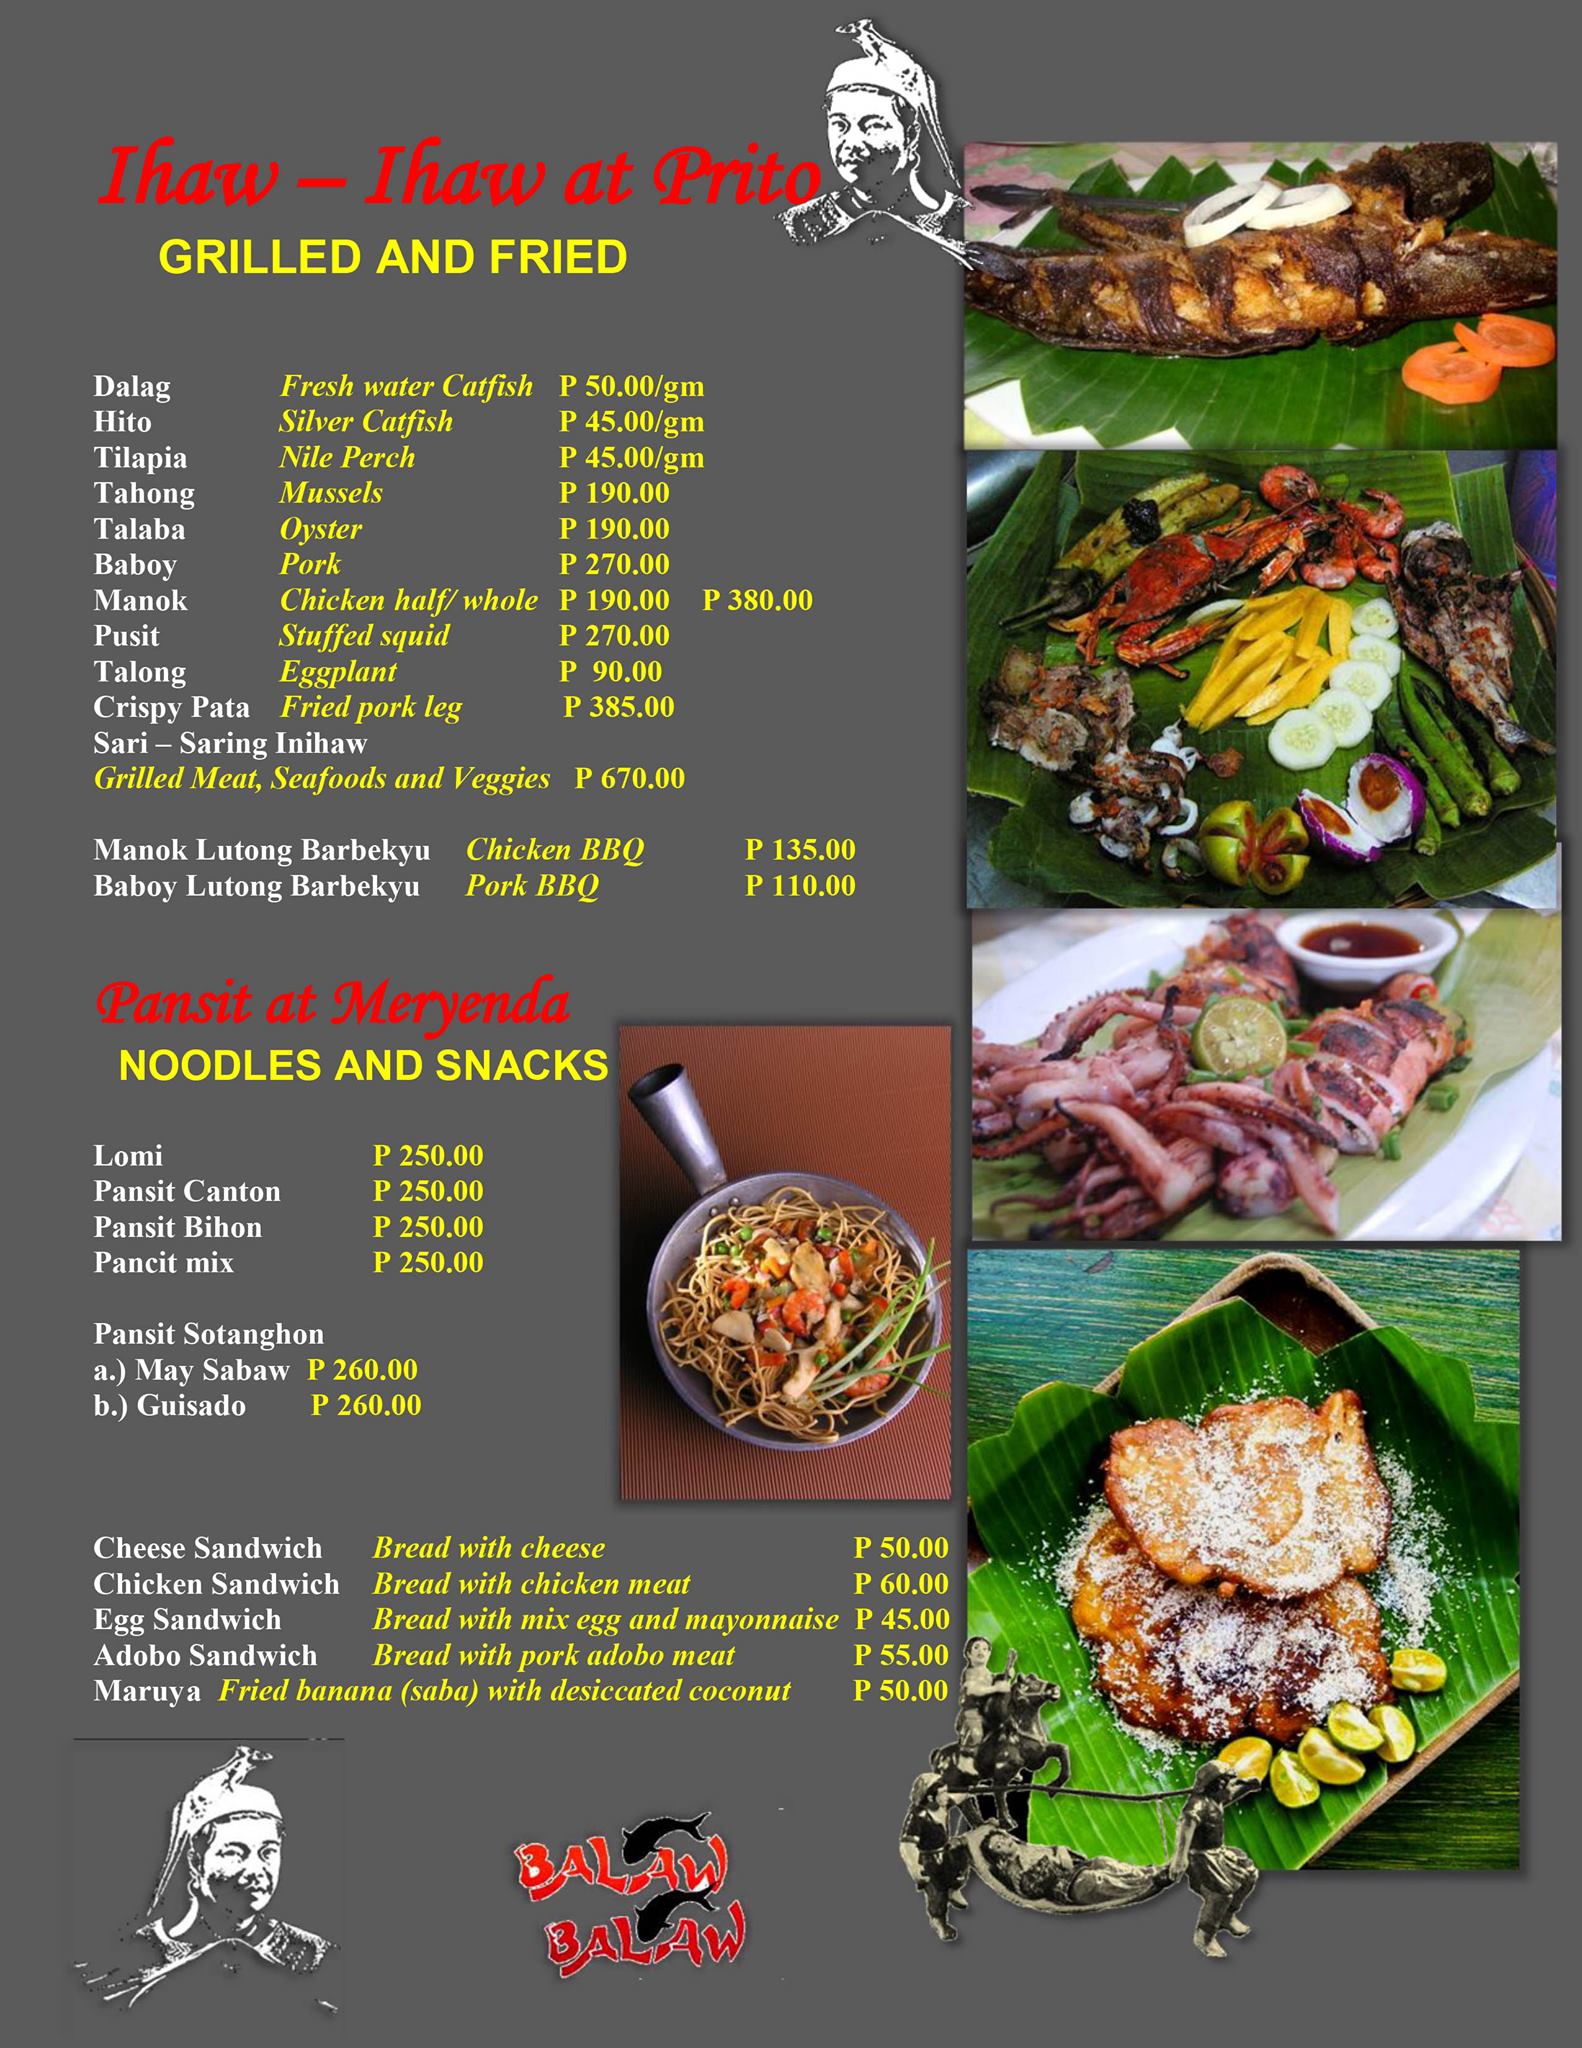 Ihaw – Ihaw at Prito
GRILLED AND FRIED
Dalag Fresh water Catfish P 50.00/gm
Hito Silver Catfish P 45.00/gm
Tilapia Nile Perch P 45.00/gm
Tahong Mussels P 190.00
Talaba Oyster P 190.00
Baboy Pork P 270.00
Manok Chicken half/ whole P 190.00 P 380.00
Pusit Stuffed squid P 270.00
Talong Eggplant P 90.00
Crispy Pata Fried pork leg P 385.00
Sari – Saring Inihaw
Grilled Meat, Seafoods and Veggies P 670.00
Manok Lutong Barbekyu Chicken BBQ P 135.00
Baboy Lutong Barbekyu Pork BBQ P 110.00
Pansit at Meryenda
NOODLES AND SNACKS
Lomi P 250.00
Pansit Canton P 250.00
Pansit Bihon P 250.00
Pancit mix P 250.00
Pansit Sotanghon
a.) May Sabaw P 260.00
b.) Guisado P 260.00
Cheese Sandwich Bread with cheese P 50.00
Chicken Sandwich Bread with chicken meat P 60.00
Egg Sandwich Bread with mix egg and mayonnaise P 45.00
Adobo Sandwich Bread with pork adobo meat P 55.00
Maruya Fried banana (saba) with desiccated coconut P 50.00
BALAW
BALAW